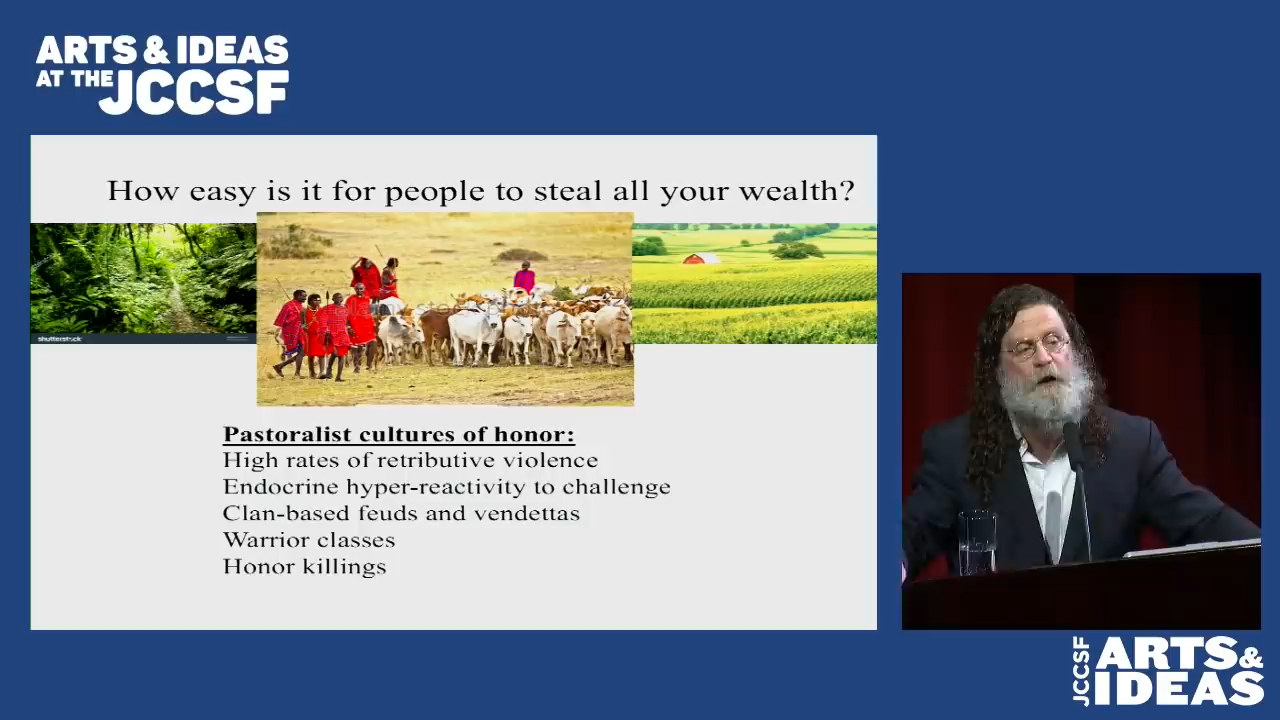 ARTS & IDEAS
AT THE JCCSF
How easy is it for people to steal all your wealth?
shutterstock
Pastoralist cultures of honor:
High rates of retributive violence
Endocrine hyper-reactivity to challenge
Clan-based feuds and vendettas
Warrior classes
Honor killings
JCCSF ARTS &
IDEAS